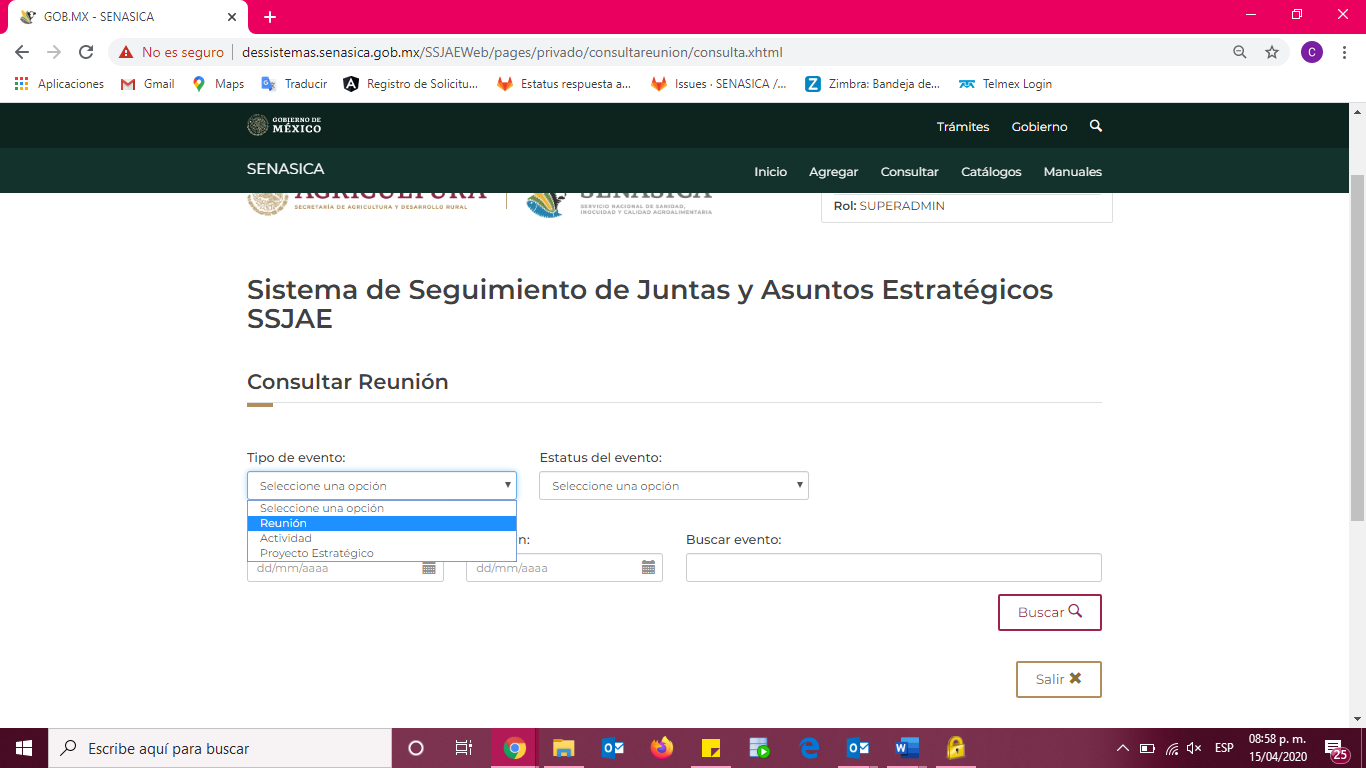 GOB.MX - SENASICA
No es seguro
dessistemas.senasica.gob.mx/SSJAEWeb/pages/privado/consultareunion/consulta.xhtml
C
Aplicaciones
Gmail
Maps
Traducir
Registro de Solicitu...
Estatus respuesta a...
Issues · SENASICA /...
Zimbra: Bandeja de...
Telmex Login
GOBIERNO DE
MÉXICO
Trámites
Gobierno
SENASICA
Inicio
Agregar
Consultar
Catálogos
Manuales
AGRICULTURA
SECRETARÍA DE AGRICULTURA Y DESARROLLO RURAL
SENASICA
SERVICIO NACIONAL DE SANIDAD,
INOCUIDAD Y CALIDAD AGROALIMENTARIA
Rol: SUPERADMIN
Sistema de Seguimiento de Juntas y Asuntos Estratégicos
SSJAE
Consultar Reunión
Tipo de evento:
Estatus del evento:
Seleccione una opción
Seleccione una opción
Seleccione una opción
Reunión
Actividad
Proyecto Estratégico
n:
Buscar evento:
dd/mm/aaaa
dd/mm/aaaa
Buscar
Salir
Escribe aquí para buscar
ESP
08:58 p. m.
15/04/2020
25